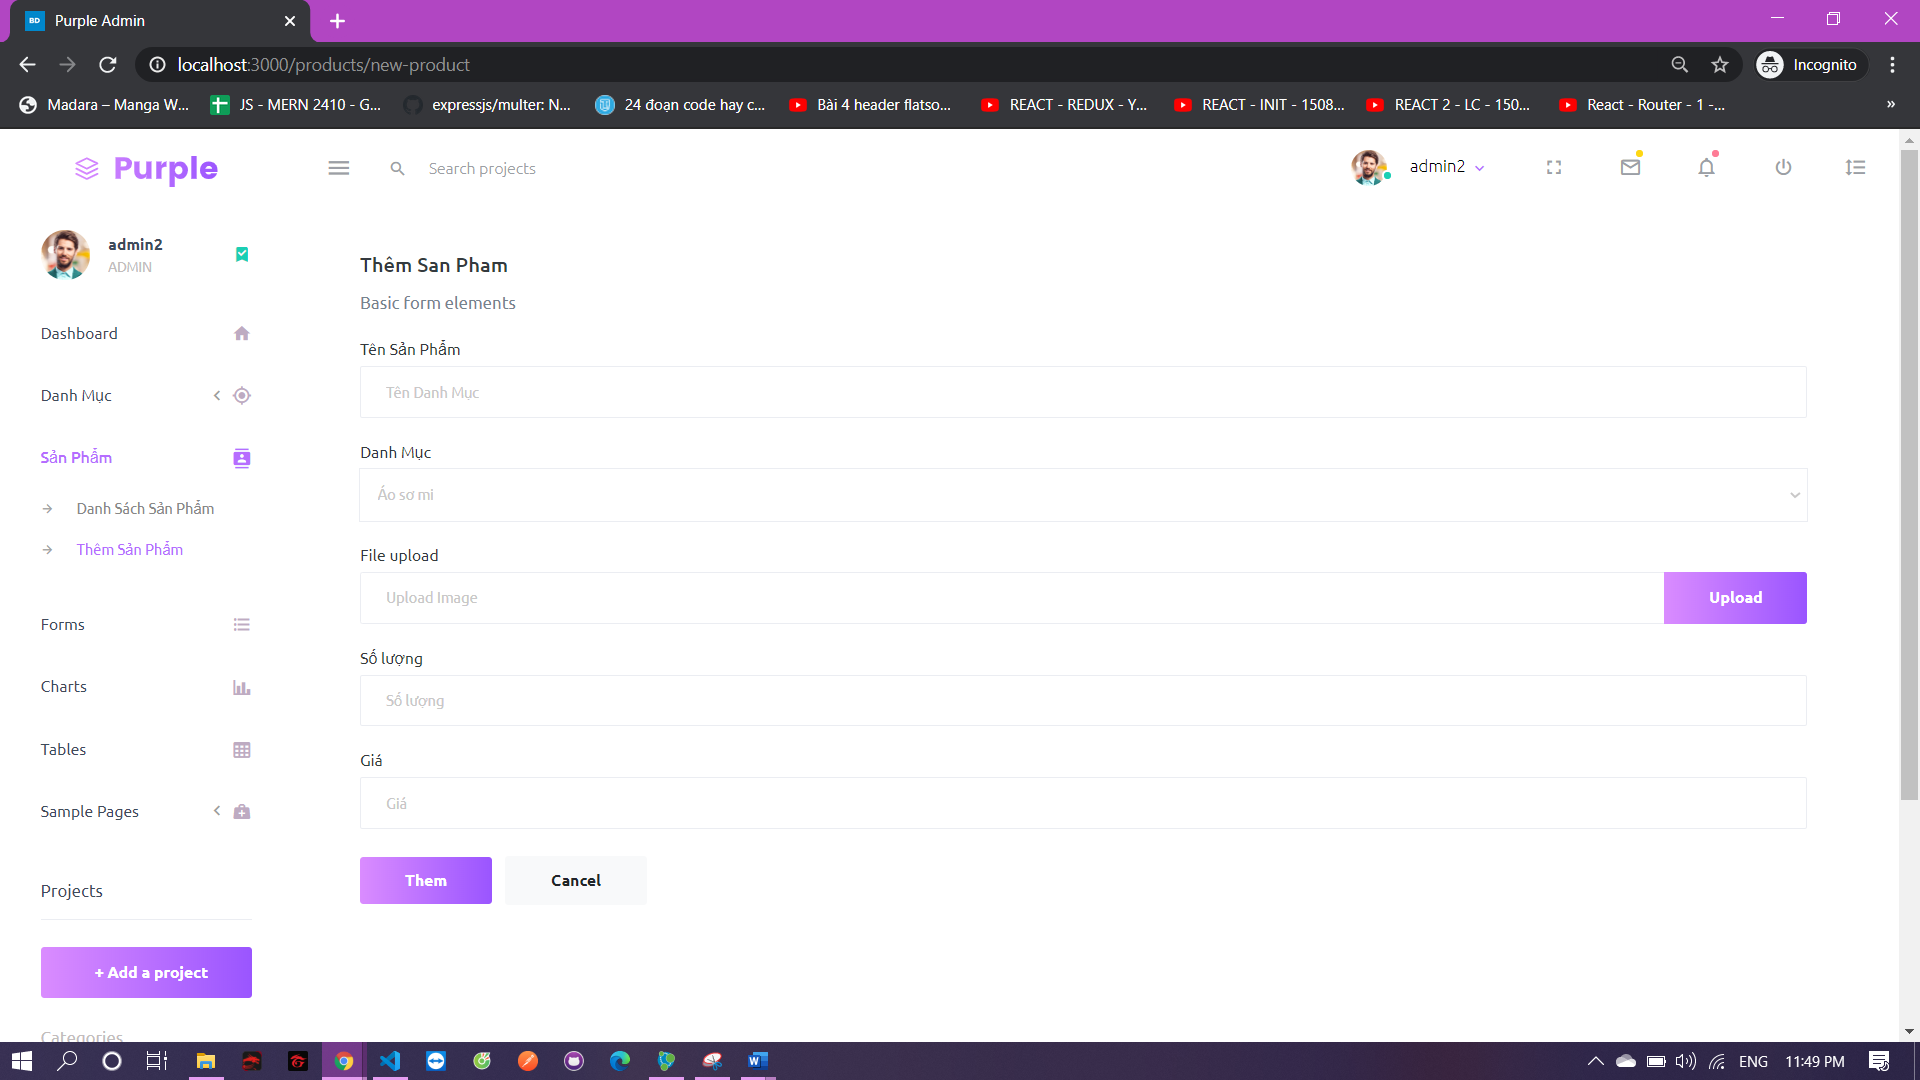 BD Purple Admin
localhost:3000/products/new-product
Incognito
Madara – Manga W...
JS - MERN 2410 - G...
expressjs/multer: N...
24 đoạn code hay c...
Bài 4 header flatso...
REACT - REDUX - Y...
REACT - INIT - 1508...
REACT 2 - LC - 150...
React - Router - 1 -...
»
Purple
Search projects
admin2
admin2
ADMIN
Dashboard
Danh Mục
Sản Phẩm
Danh Sách Sản Phẩm
Thêm Sản Phẩm
Forms
Charts
Tables
Sample Pages
Projects
+ Add a project
Categories
Thêm San Pham
Basic form elements
Tên Sản Phẩm
Tên Danh Mục
Danh Mục
Áo sơ mi
File upload
Upload Image
Upload
Số lượng
Số lượng
Giá
Giá
Them
Cancel
ENG
11:49 PM